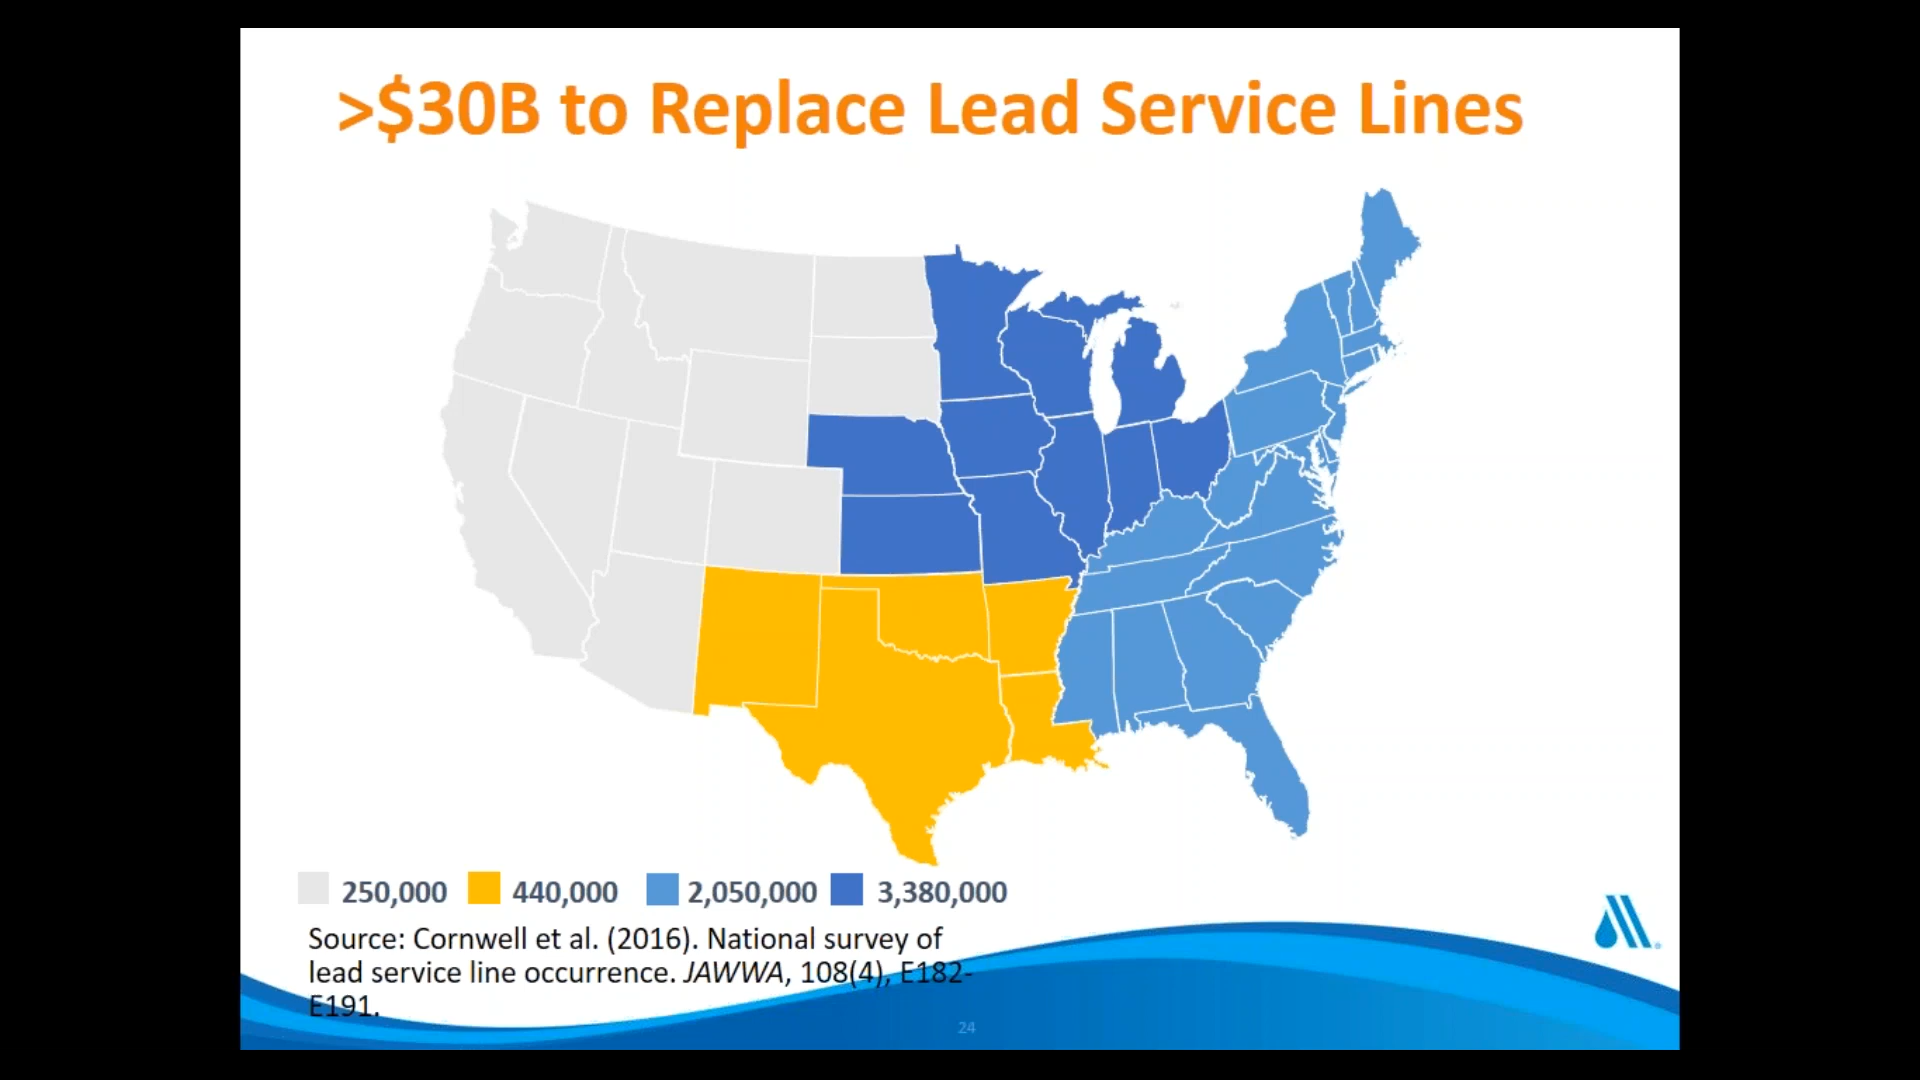 >$30B to Replace Lead Service Lines
250,000 440,000 2,050,000 3,380,000
Source: Cornwell et al. (2016). National survey of
lead service line occurrence. JAWWA, 108(4), E182-
E191.
24